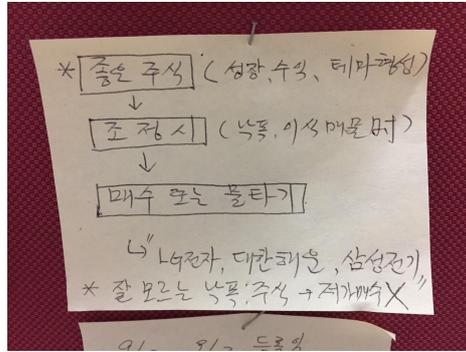 * 좋은 주식 (성장, 수익, 테마형성)
↓
조정시 (낙폭, 이식매물 時)
↓
매수 또는 물타기
↳ "LG전자, 대한해운, 삼성전기"
* 잘 모르는 낙폭주식 → 저가매수 X